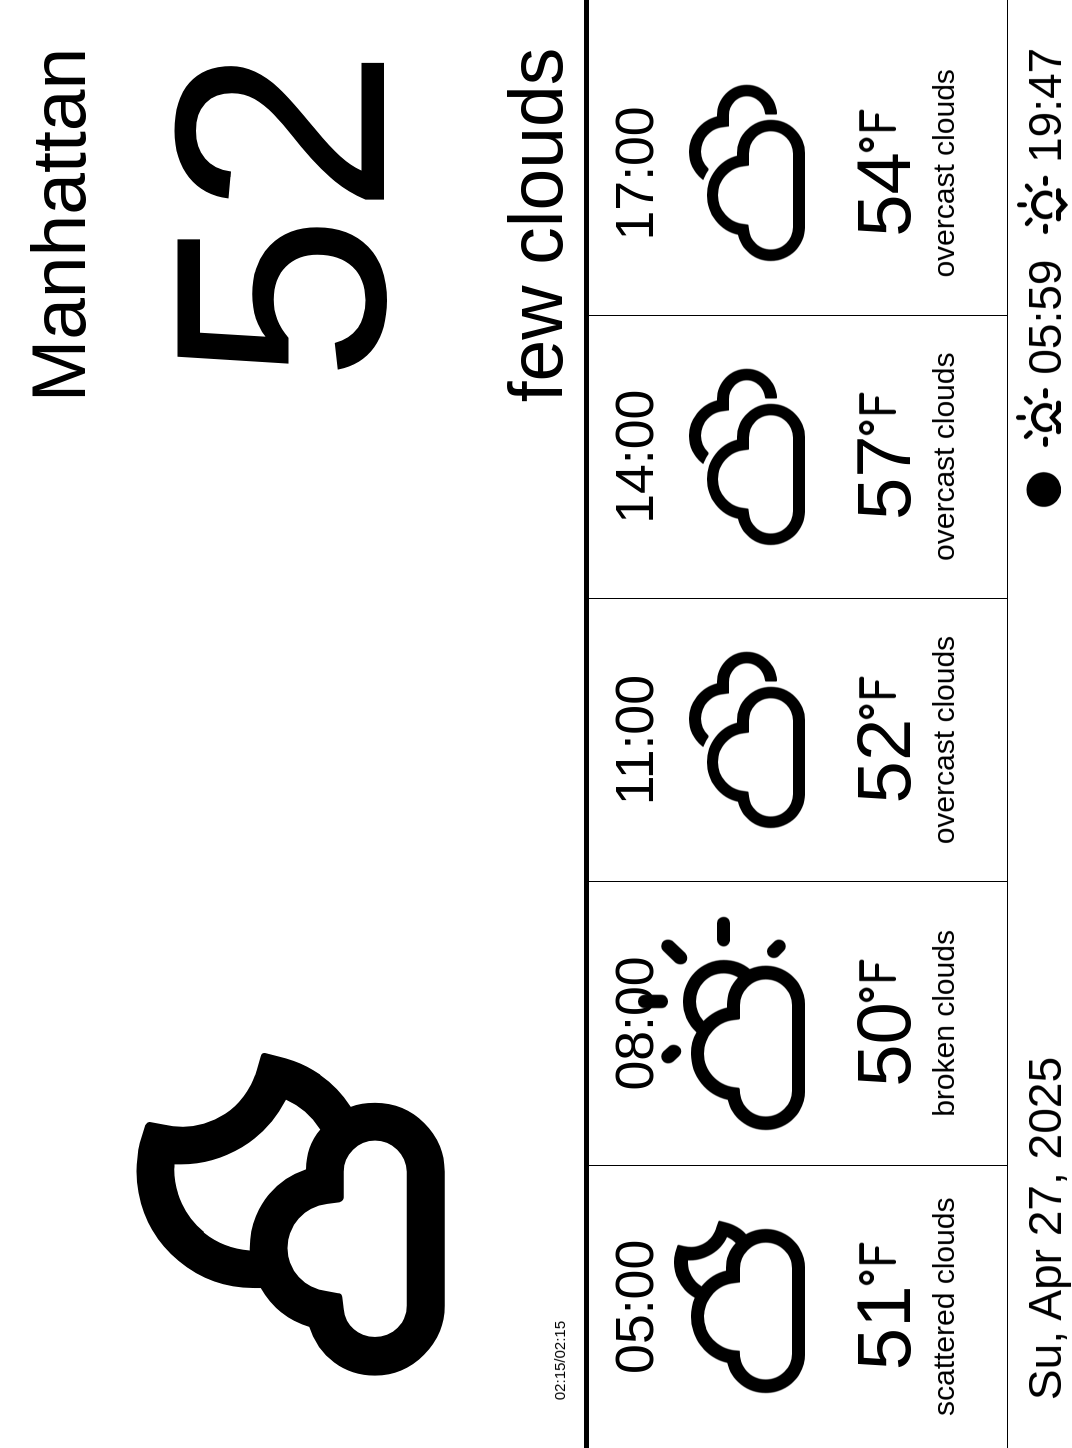 Manhattan
52
few clouds
02:15/02:15
05:00
51°F
scattered clouds
08:00
50°F
broken clouds
11:00
52°F
overcast clouds
14:00
57°F
overcast clouds
17:00
54°F
overcast clouds
Su, Apr 27, 2025
05:59 19:47